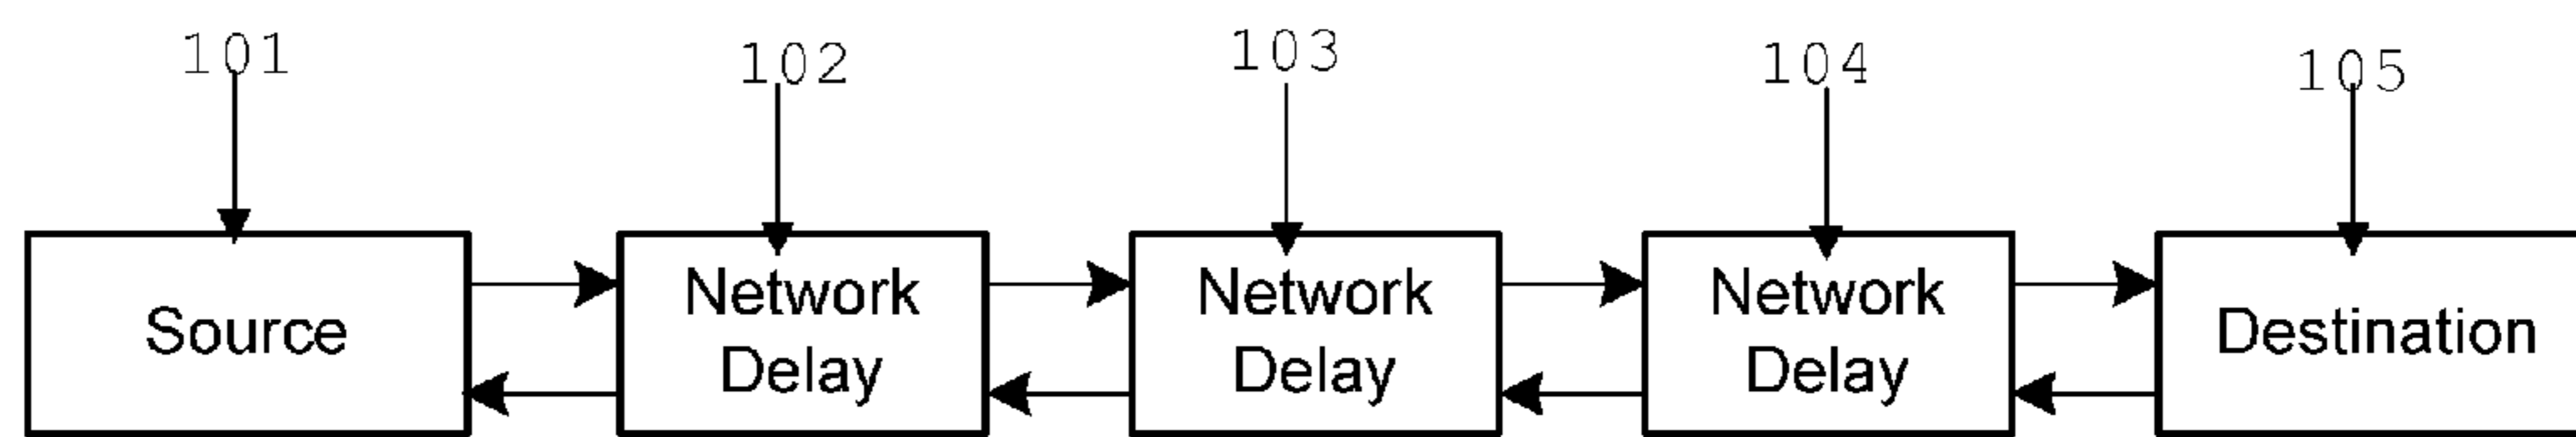 101
102
103
104
105
Source
Network
Delay
Network
Delay
Network
Delay
Destination